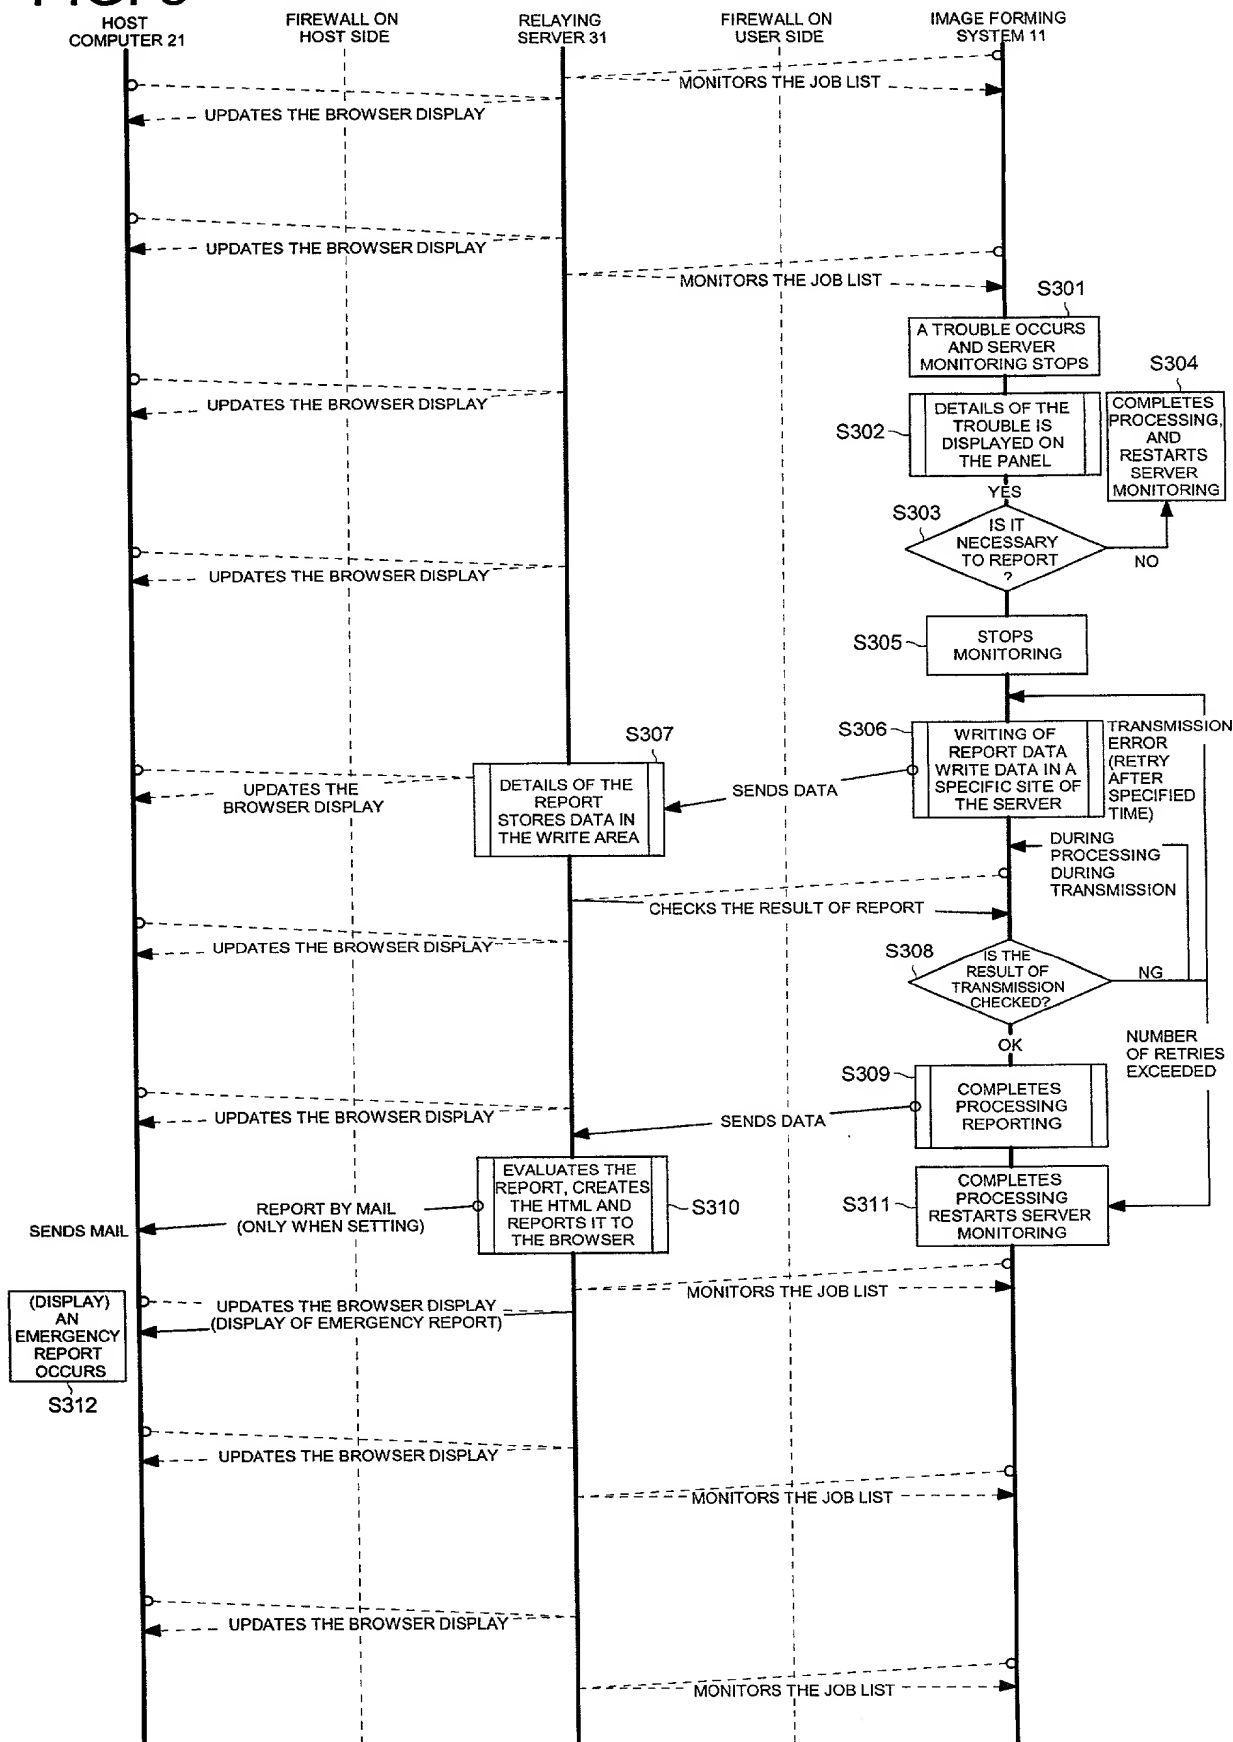 HOST
COMPUTER 21
FIREWALL ON
HOST SIDE
RELAYING
SERVER 31
FIREWALL ON
USER SIDE
IMAGE FORMING
SYSTEM 11
MONITORS THE JOB LIST
UPDATES THE BROWSER DISPLAY
UPDATES THE BROWSER DISPLAY
MONITORS THE JOB LIST
S301
A TROUBLE OCCURS
AND SERVER
MONITORING STOPS
S304
COMPLETES
PROCESSING,
AND
RESTARTS
SERVER
MONITORING
UPDATES THE BROWSER DISPLAY
S302
DETAILS OF THE
TROUBLE IS
DISPLAYED ON
THE PANEL
YES
S303
IS IT
NECESSARY
TO REPORT
?
NO
UPDATES THE BROWSER DISPLAY
S305
STOPS
MONITORING
S306
WRITING OF
REPORT DATA
WRITE DATA IN A
SPECIFIC SITE OF
THE SERVER
TRANSMISSION
ERROR
(RETRY
AFTER
SPECIFIED
TIME)
S307
DETAILS OF THE
REPORT
STORES DATA IN
THE WRITE AREA
SENDS DATA
UPDATES THE
BROWSER DISPLAY
DURING
PROCESSING
DURING
TRANSMISSION
CHECKS THE RESULT OF REPORT
UPDATES THE BROWSER DISPLAY
S308
IS THE
RESULT OF
TRANSMISSION
CHECKED?
NG
OK
NUMBER
OF RETRIES
EXCEEDED
S309
COMPLETES
PROCESSING
REPORTING
SENDS DATA
UPDATES THE BROWSER DISPLAY
EVALUATES THE
REPORT, CREATES
THE HTML AND
REPORTS IT TO
THE BROWSER
S310
S311
COMPLETES
PROCESSING
RESTARTS SERVER
MONITORING
REPORT BY MAIL
(ONLY WHEN SETTING)
SENDS MAIL
MONITORS THE JOB LIST
UPDATES THE BROWSER DISPLAY
(DISPLAY OF EMERGENCY REPORT)
(DISPLAY)
AN
EMERGENCY
REPORT
OCCURS
S312
UPDATES THE BROWSER DISPLAY
MONITORS THE JOB LIST
UPDATES THE BROWSER DISPLAY
MONITORS THE JOB LIST